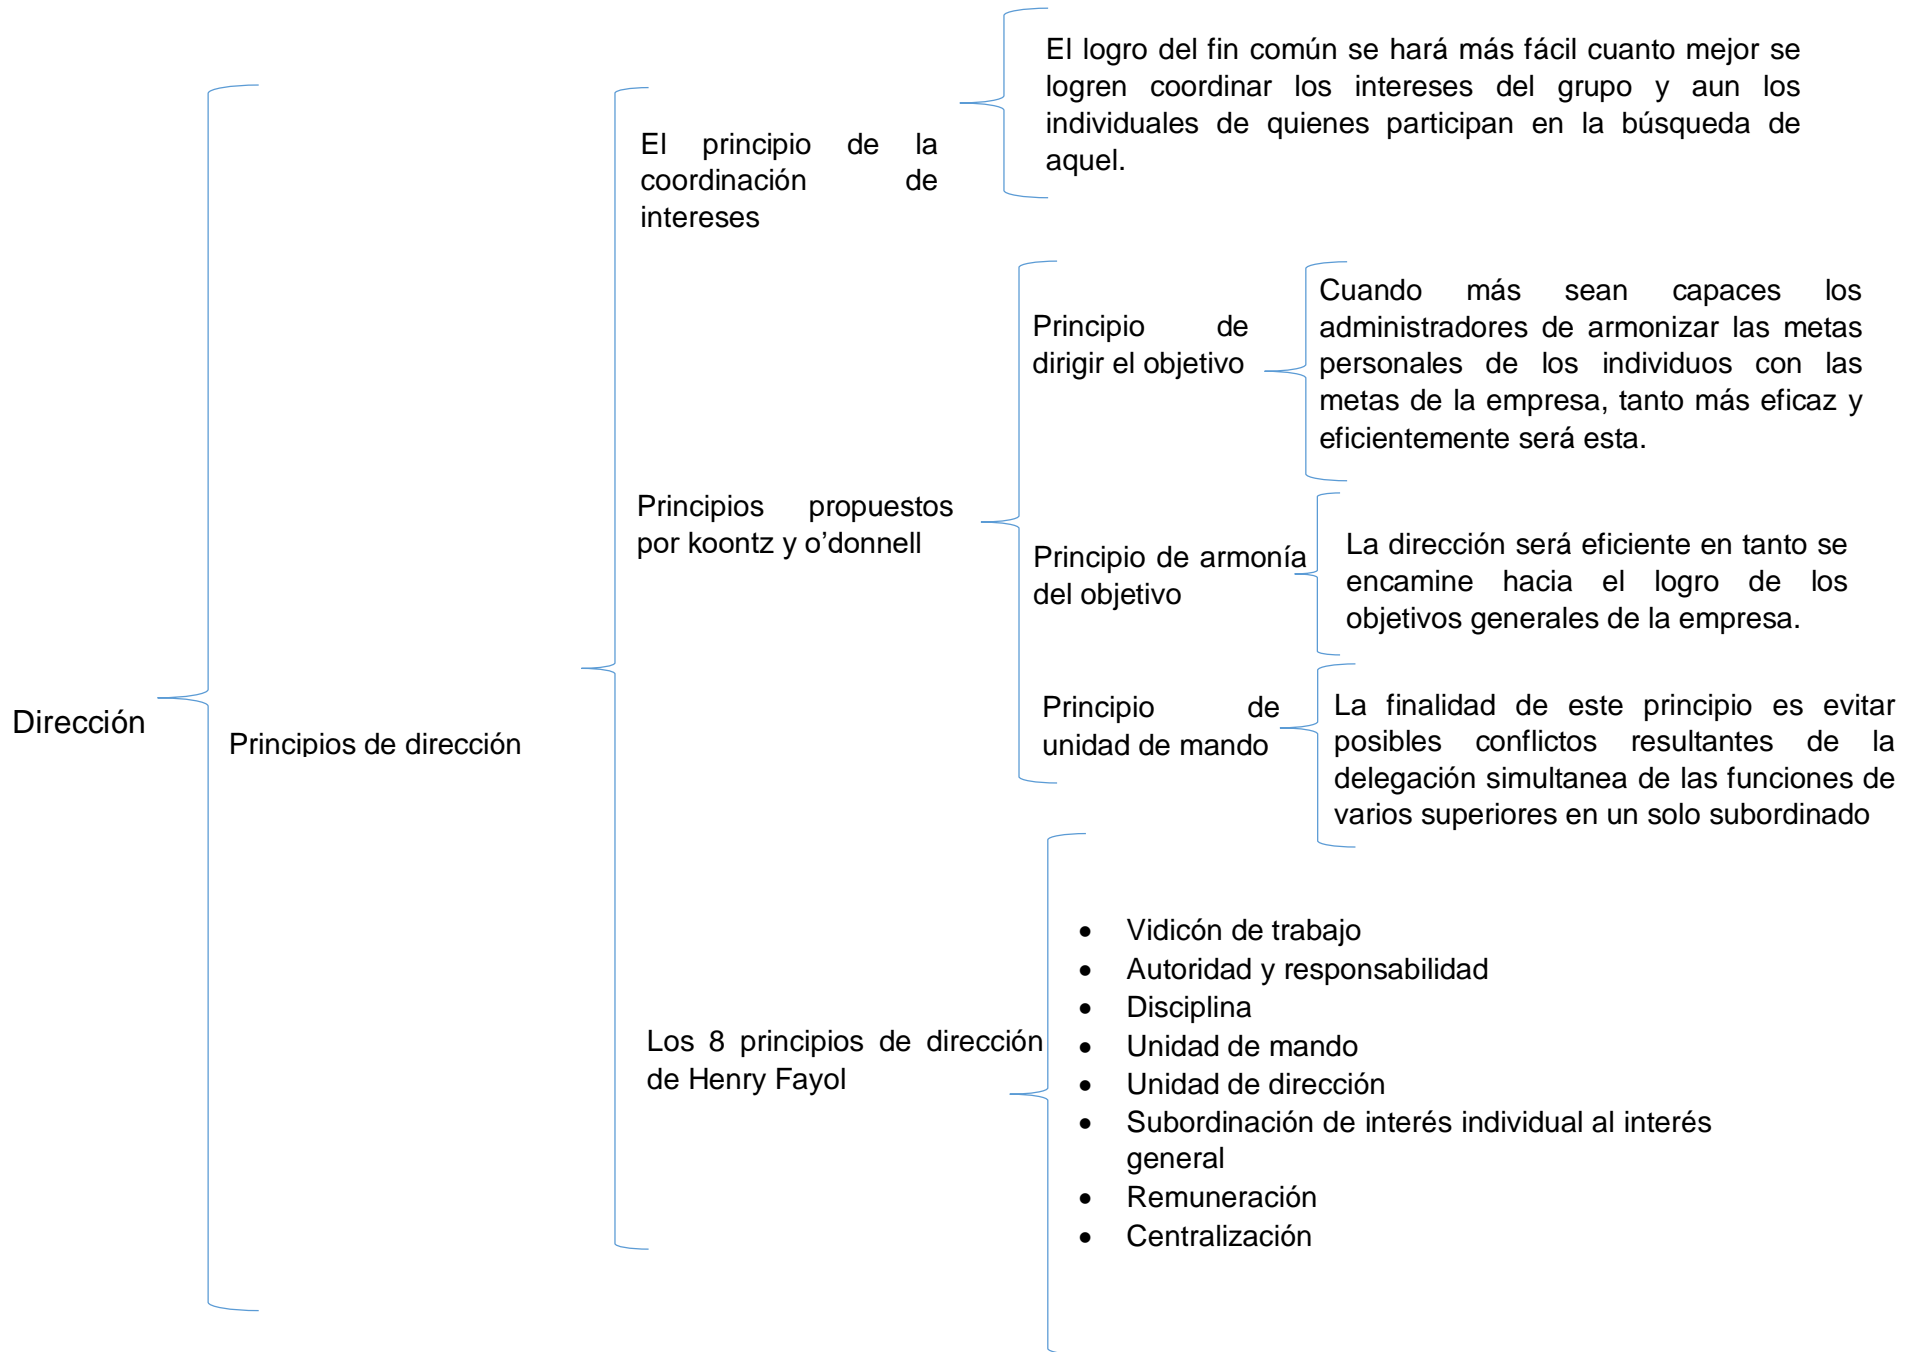 Dirección
Principios de dirección
El principio de la
coordinación de
intereses
El logro del fin común se hará más fácil cuanto mejor se
logren coordinar los intereses del grupo y aun los
individuales de quienes participan en la búsqueda de
aquel.
Principios propuestos
por koontz y o’donnell
Principio de
dirigir el objetivo
Cuando más sean capaces los
administradores de armonizar las metas
personales de los individuos con las
metas de la empresa, tanto más eficaz y
eficientemente será esta.
Principio de armonía
del objetivo
La dirección será eficiente en tanto se
encamine hacia el logro de los
objetivos generales de la empresa.
Principio de
unidad de mando
La finalidad de este principio es evitar
posibles conflictos resultantes de la
delegación simultanea de las funciones de
varios superiores en un solo subordinado
Los 8 principios de dirección
de Henry Fayol
• Vidicón de trabajo
• Autoridad y responsabilidad
• Disciplina
• Unidad de mando
• Unidad de dirección
• Subordinación de interés individual al interés
general
• Remuneración
• Centralización